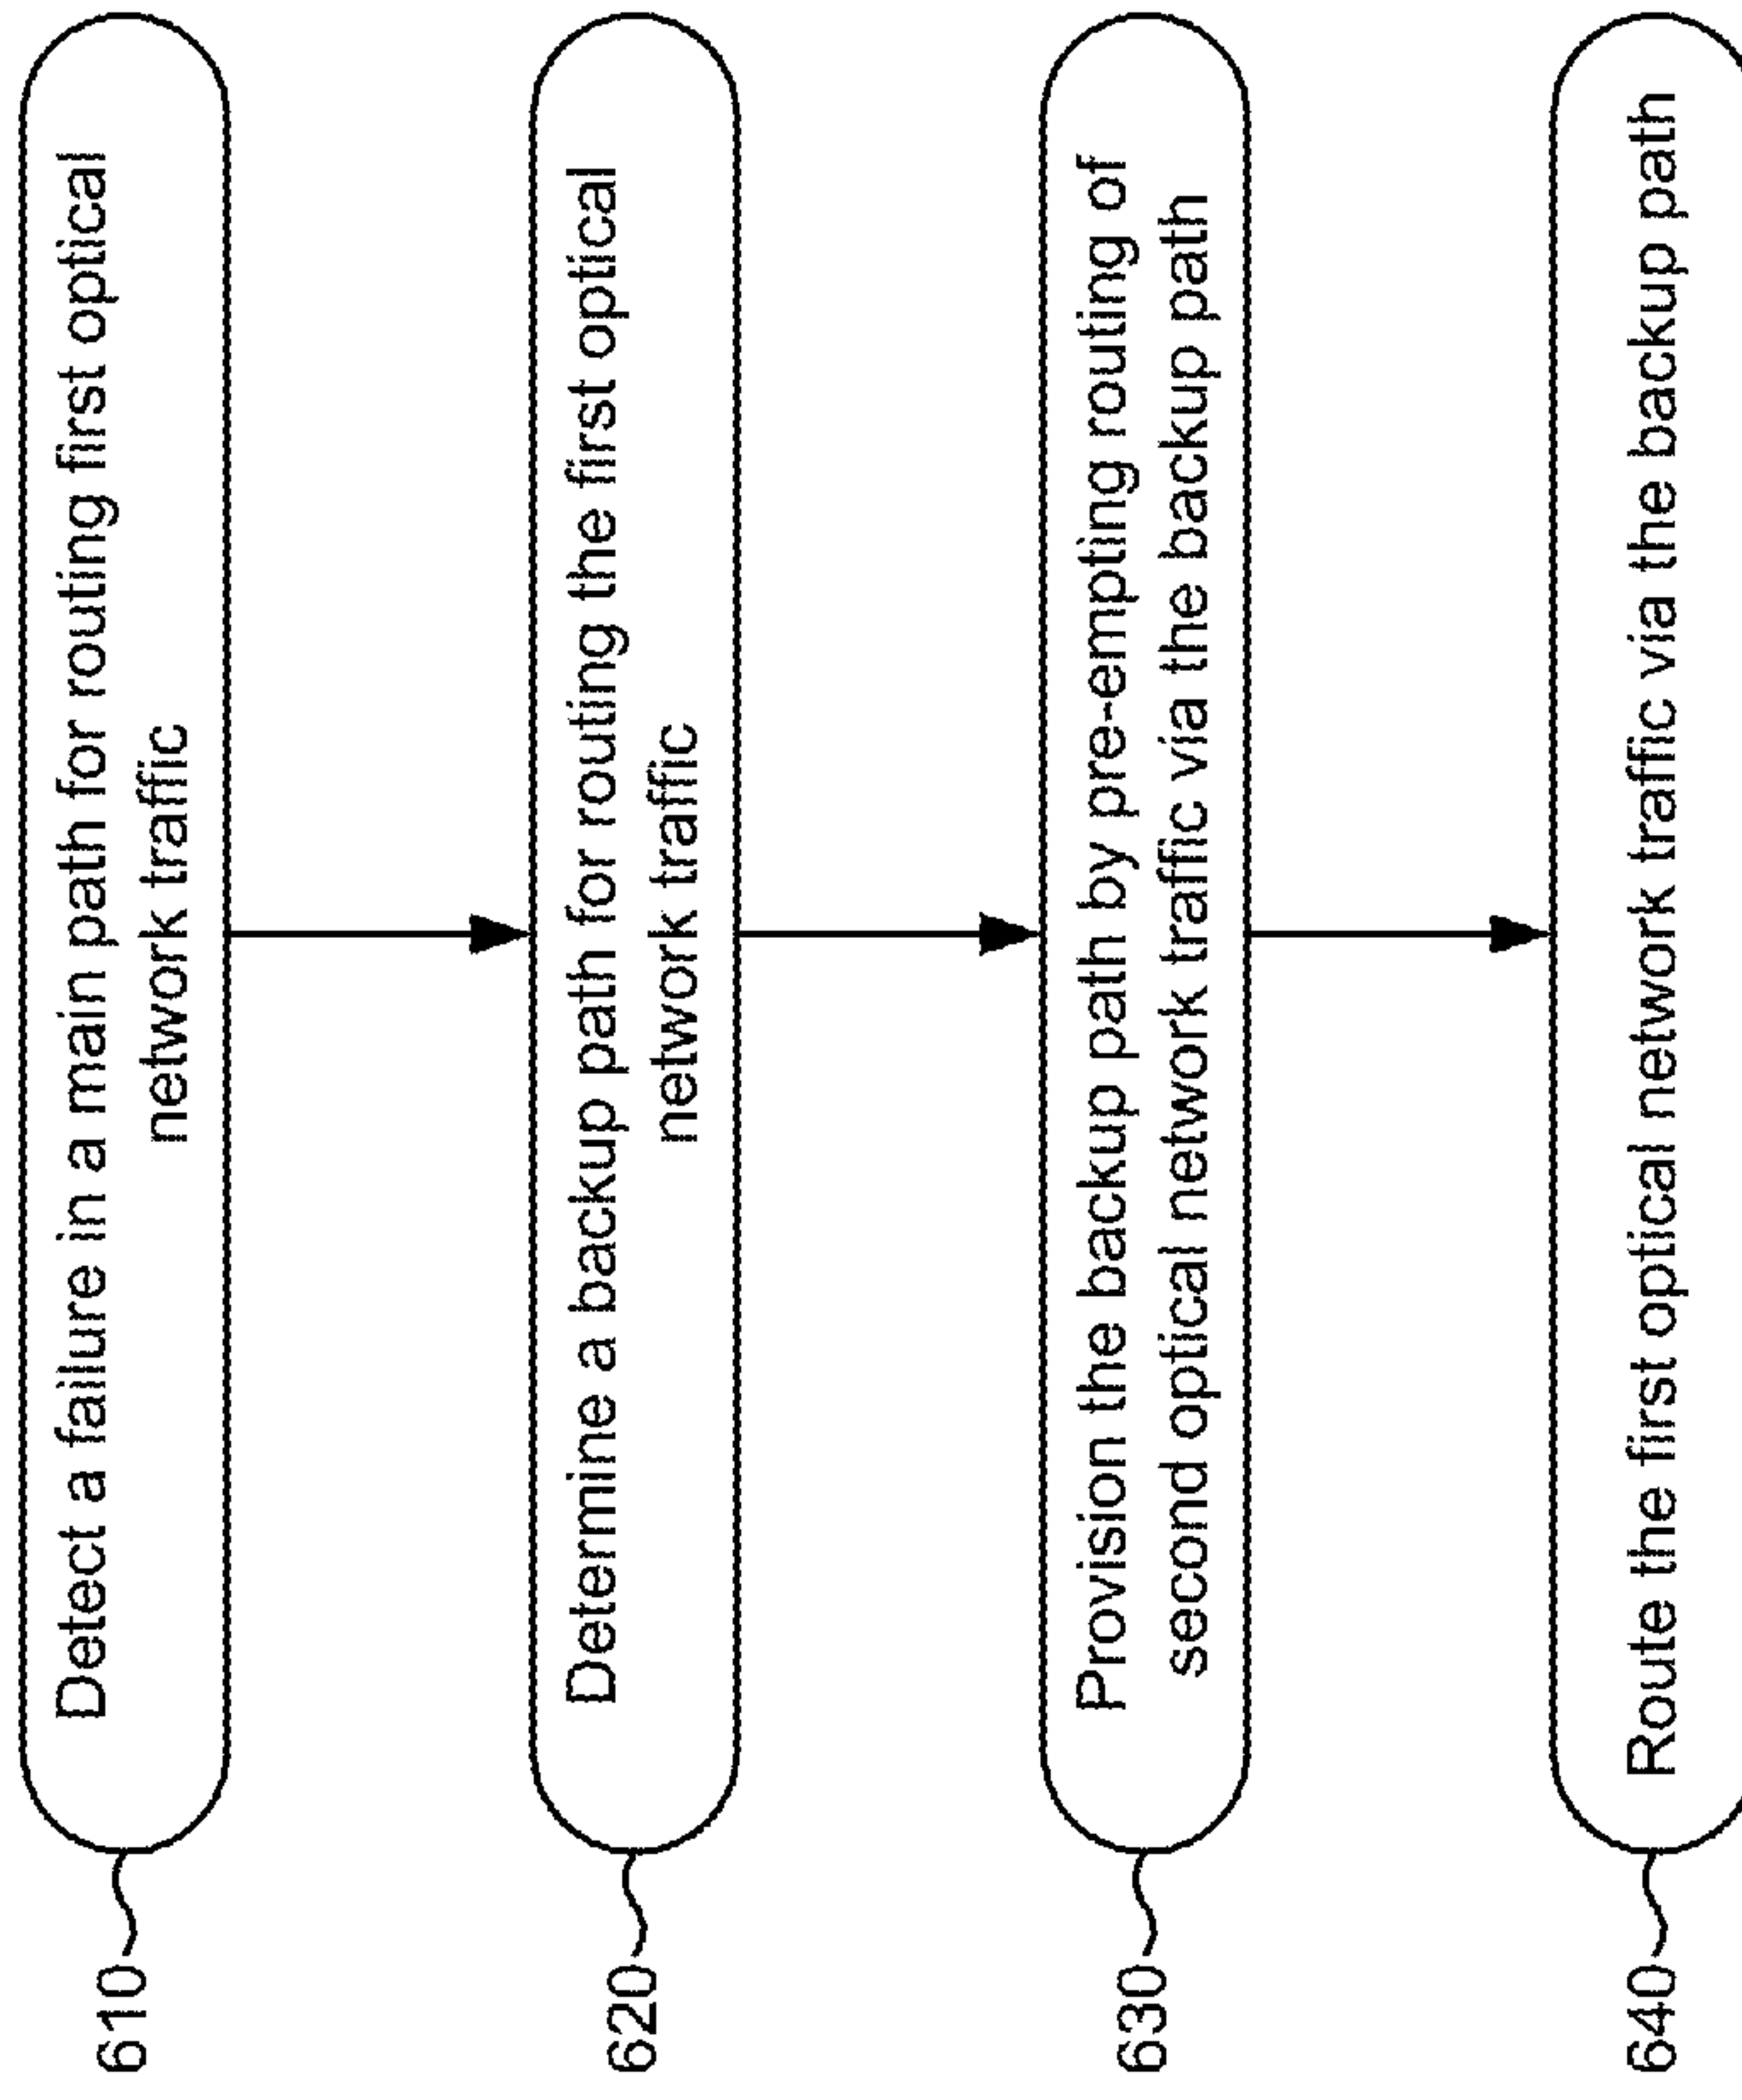 610
Detect a failure in a main path for routing first optical
network traffic
620
Determine a backup path for routing the first optical
network traffic
630
Provision the backup path by pre-empting routing of
second optical network traffic via the backup path
640
Route the first optical network traffic via the backup path